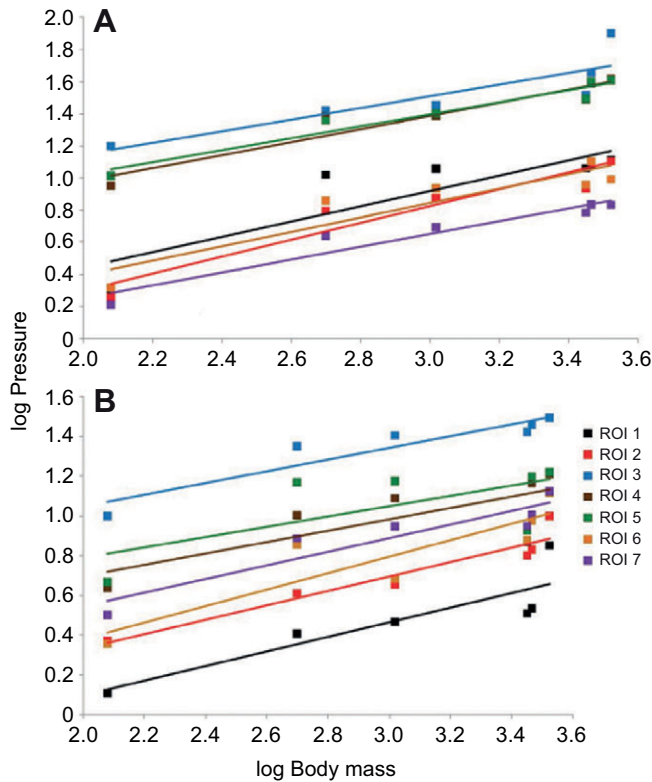 A
2.0
1.8
1.6
1.4
1.2
1.0
0.8
0.6
0.4
0.2
0
2.0 2.2 2.4 2.6 2.8 3.0 3.2 3.4 3.6
log Pressure
B
1.6
1.4
1.2
1.0
0.8
0.6
0.4
0.2
0
2.0 2.2 2.4 2.6 2.8 3.0 3.2 3.4 3.6
log Body mass
ROI 1
ROI 2
ROI 3
ROI 4
ROI 5
ROI 6
ROI 7